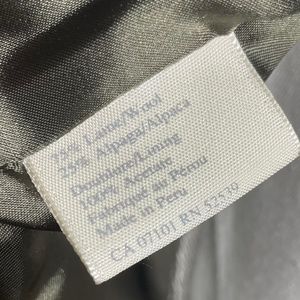 75% Laine/Wool
25% Alpaga/Alpaca
Doublure/Lining
100% Acetate
Fabriqué au Pérou
Made in Peru
CA 07101 RN 52539